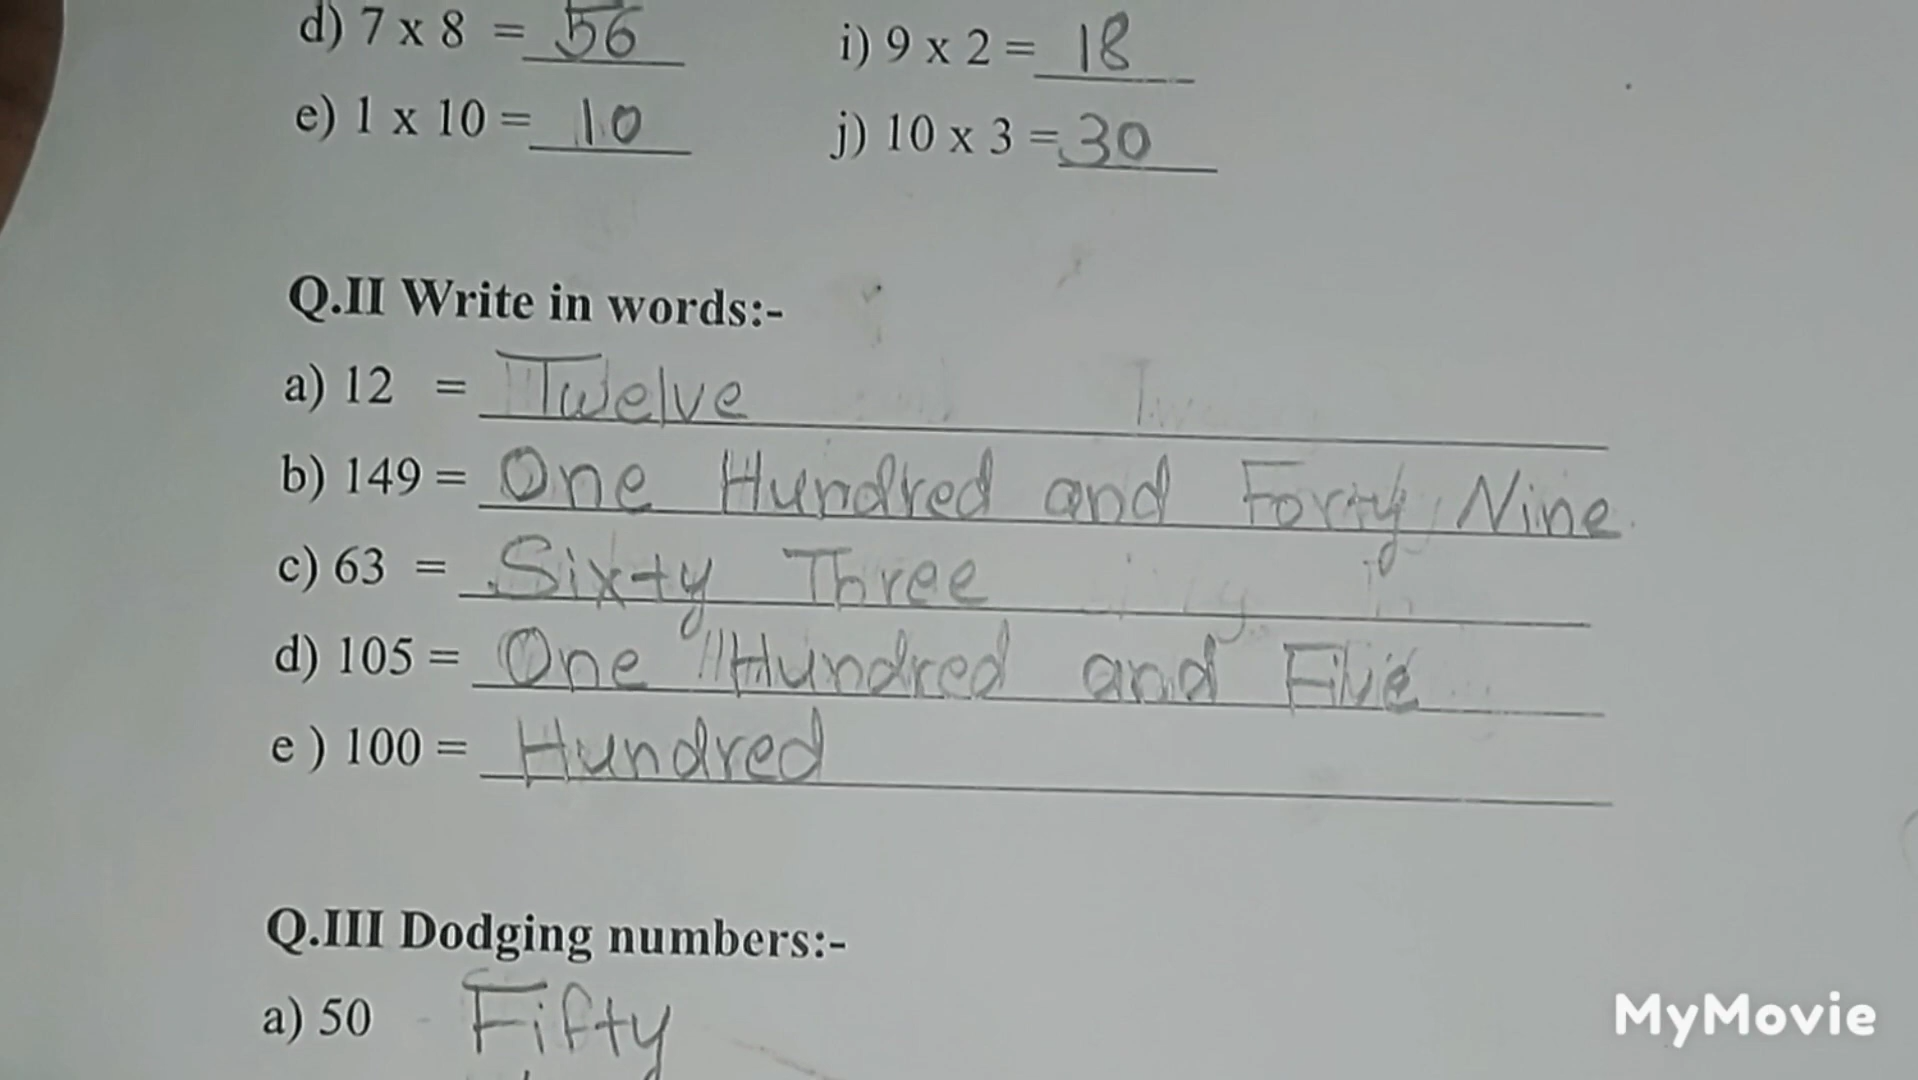 d) 7 x 8 = 56 i) 9 x 2 = 18
e) 1 x 10 = 10 j) 10 x 3 = 30
Q.II Write in words:-
a) 12 = Twelve
b) 149 = One Hundred and Forty Nine
c) 63 = Sixty Three
d) 105 = One Hundred and Five
e ) 100 = Hundred
Q.III Dodging numbers:-
a) 50 - Fifty
MyMovie